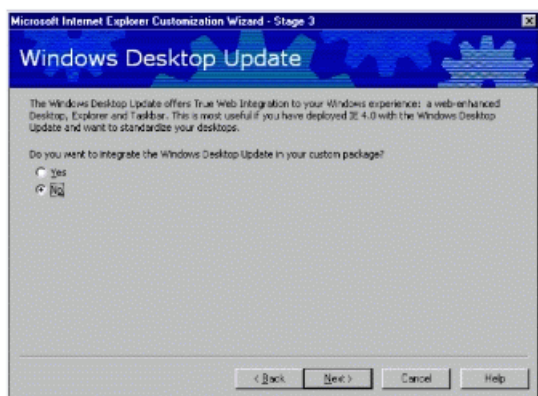 Microsoft Internet Explorer Customization Wizard - Stage 3
Windows Desktop Update
The Windows Desktop Update offers True Web Integration to your Windows experience: a web-enhanced
Desktop, Explorer and Taskbar. This is most useful if you have deployed IE 4.0 with the Windows Desktop
Update and want to standardize your desktops.
Do you want to integrate the Windows Desktop Update in your custom package?
Yes
No
< Back Next > Cancel Help